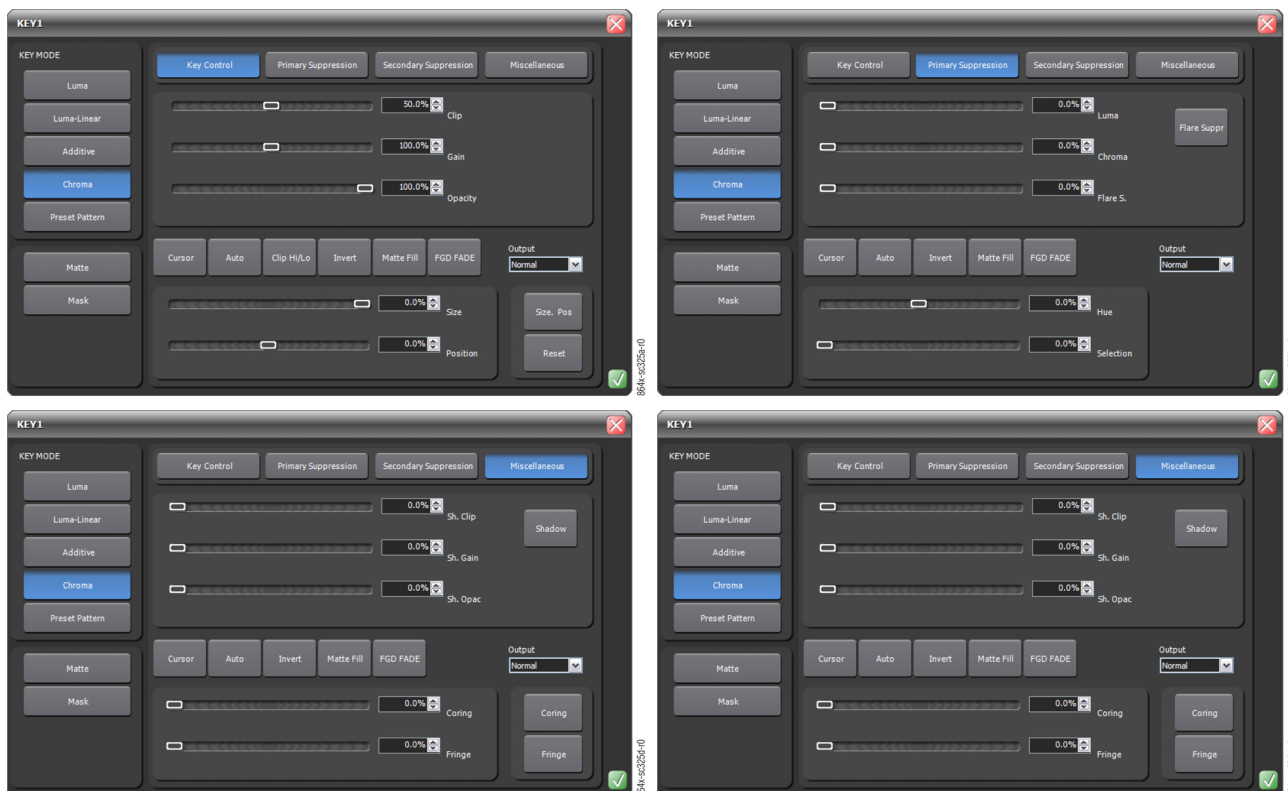 KEY1
KEY MODE
Luma
Luma-Linear
Additive
Chroma
Preset Pattern
Matte
Mask
Key Control Primary Suppression Secondary Suppression Miscellaneous
50.0% Clip
100.0% Gain
100.0% Opacity
Cursor Auto Clip Hi/Lo Invert Matte Fill FGD FADE
Output
Normal
0.0% Size
0.0% Position
Size. Pos
Reset
864x-sc325a-r0
KEY1
KEY MODE
Luma
Luma-Linear
Additive
Chroma
Preset Pattern
Matte
Mask
Key Control Primary Suppression Secondary Suppression Miscellaneous
0.0% Luma
0.0% Chroma
0.0% Flare S.
Flare Suppr
Cursor Auto Invert Matte Fill FGD FADE
Output
Normal
0.0% Hue
0.0% Selection
KEY1
KEY MODE
Luma
Luma-Linear
Additive
Chroma
Preset Pattern
Matte
Mask
Key Control Primary Suppression Secondary Suppression Miscellaneous
0.0% Sh. Clip
0.0% Sh. Gain
0.0% Sh. Opac
Shadow
Cursor Auto Invert Matte Fill FGD FADE
Output
Normal
0.0% Coring
0.0% Fringe
Coring
Fringe
64x-sc325d-r0
KEY1
KEY MODE
Luma
Luma-Linear
Additive
Chroma
Preset Pattern
Matte
Mask
Key Control Primary Suppression Secondary Suppression Miscellaneous
0.0% Sh. Clip
0.0% Sh. Gain
0.0% Sh. Opac
Shadow
Cursor Auto Invert Matte Fill FGD FADE
Output
Normal
0.0% Coring
0.0% Fringe
Coring
Fringe